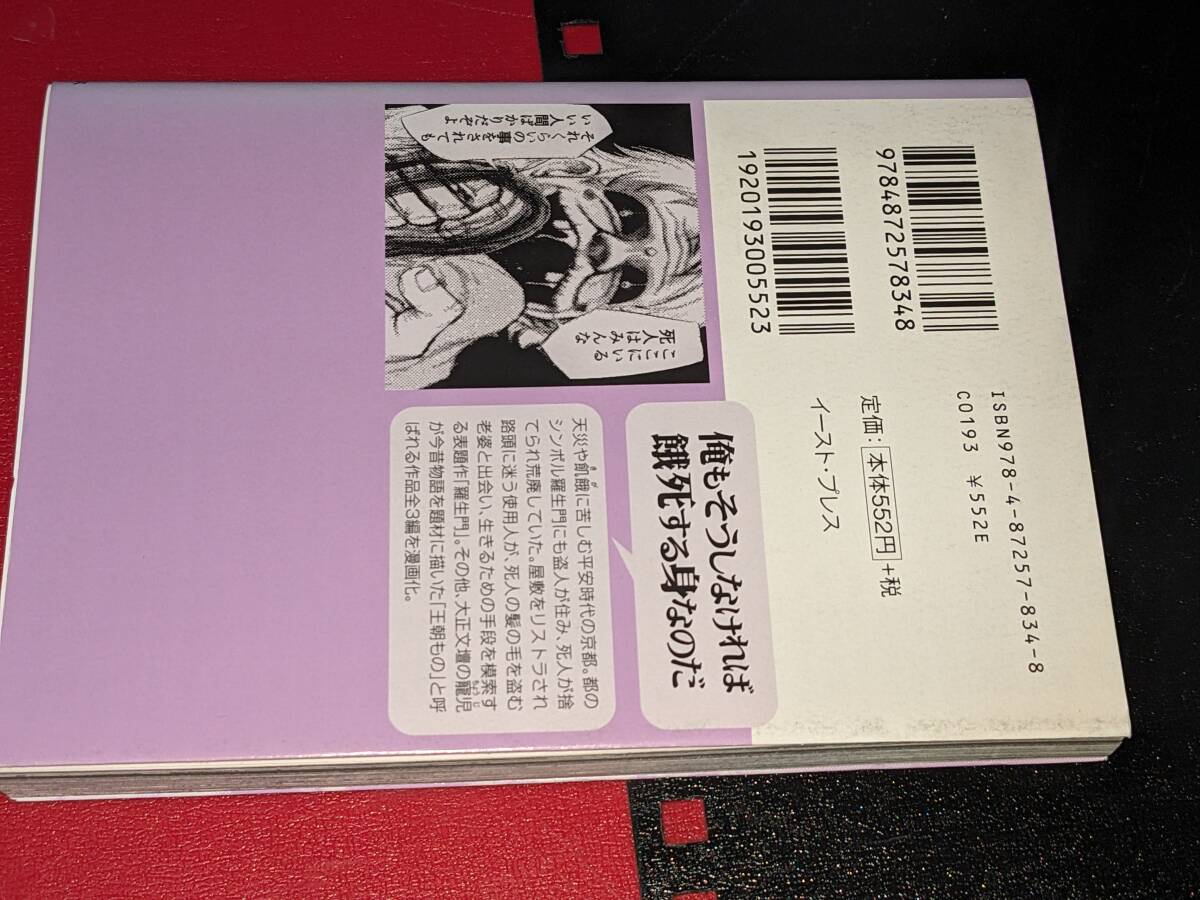 9784872578348
1920193005523
ISBN978-4-87257-834-8
C0193 ￥552E
定価：本体552円+税
イースト・プレス
ここにいる
死人はみんな
それくらいの事をされても
いい人間ばかりだぞよ
俺もそうしなければ
餓死する身なのだ
天災や飢餓に苦しむ平安時代の京都。都の
シンボル羅生門にも盗人が住み、死人が捨
てられ荒廃していた。屋敷をリストラされ
路頭に迷う使用人が、死人の髪の毛を盗む
老婆と出会い、生きるための手段を模索す
る表題作「羅生門」。その他、大正文壇の寵児
が今昔物語を題材に描いた「王朝もの」と呼
ばれる作品全3編を漫画化。